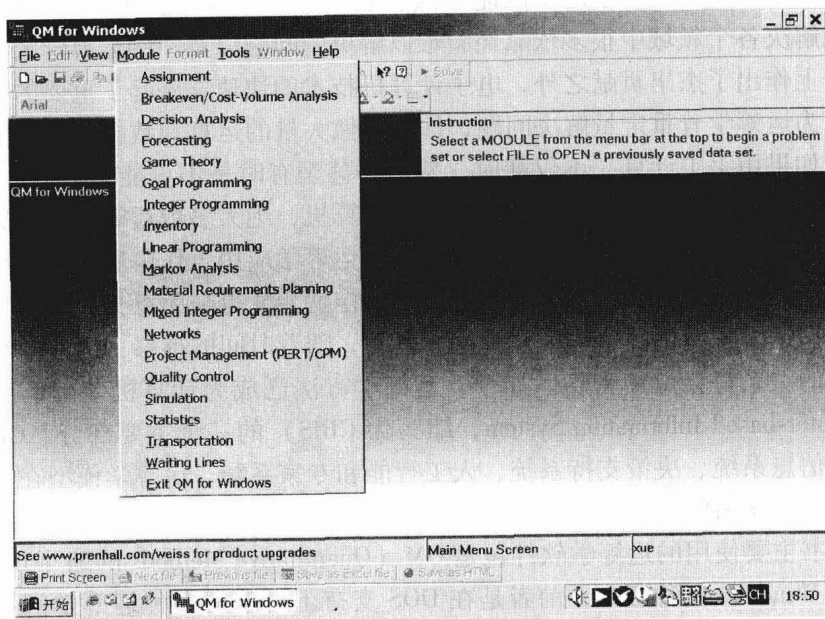 QM for Windows
File Edit View Module Format Tools Window Help
Solve
Arial
Assignment
Breakeven/Cost-Volume Analysis
Decision Analysis
Forecasting
Game Theory
Goal Programming
Integer Programming
Inventory
Linear Programming
Markov Analysis
Material Requirements Planning
Mixed Integer Programming
Networks
Project Management (PERT/CPM)
Quality Control
Simulation
Statistics
Transportation
Waiting Lines
Exit QM for Windows
Instruction
Select a MODULE from the menu bar at the top to begin a problem
set or select FILE to OPEN a previously saved data set.
QM for Windows
See www.prenhall.com/weiss for product upgrades
Main Menu Screen
xue
Print Screen Next file Previous file Save as Excel file Save as HTML
开始 QM for Windows CH 18:50